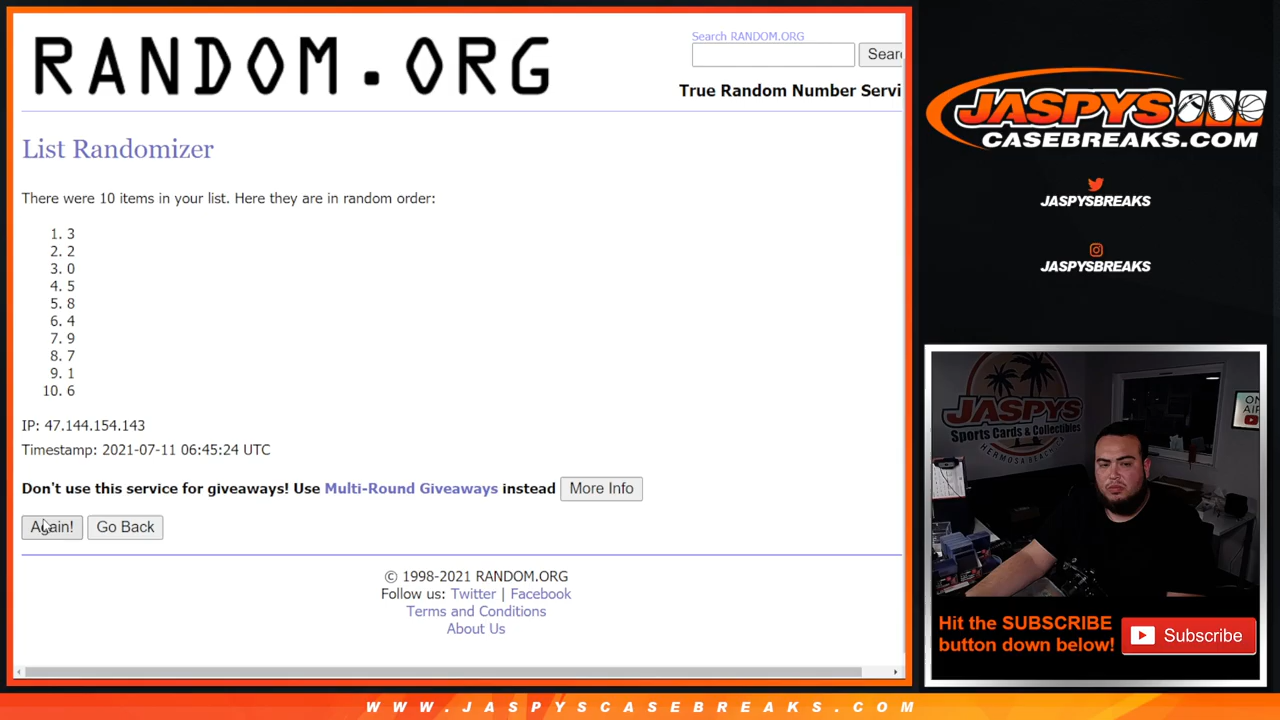 RANDOM.ORG
Search RANDOM.ORG
Sear
True Random Number Servi
List Randomizer
There were 10 items in your list. Here they are in random order:
1. 3
2. 2
3. 0
4. 5
5. 8
6. 4
7. 9
8. 7
9. 1
10. 6
IP: 47.144.154.143
Timestamp: 2021-07-11 06:45:24 UTC
Don't use this service for giveaways! Use Multi-Round Giveaways instead More Info
Again! Go Back
© 1998-2021 RANDOM.ORG
Follow us: Twitter | Facebook
Terms and Conditions
About Us
JASPYS
CASEBREAKS.COM
JASPYSBREAKS
JASPYSBREAKS
JASPYS
Sports Cards & Collectibles
HERMOSA BEACH
ON
AIR
Hit the SUBSCRIBE
button down below!
Subscribe
WWW.JASPYSCASEBREAKS.COM